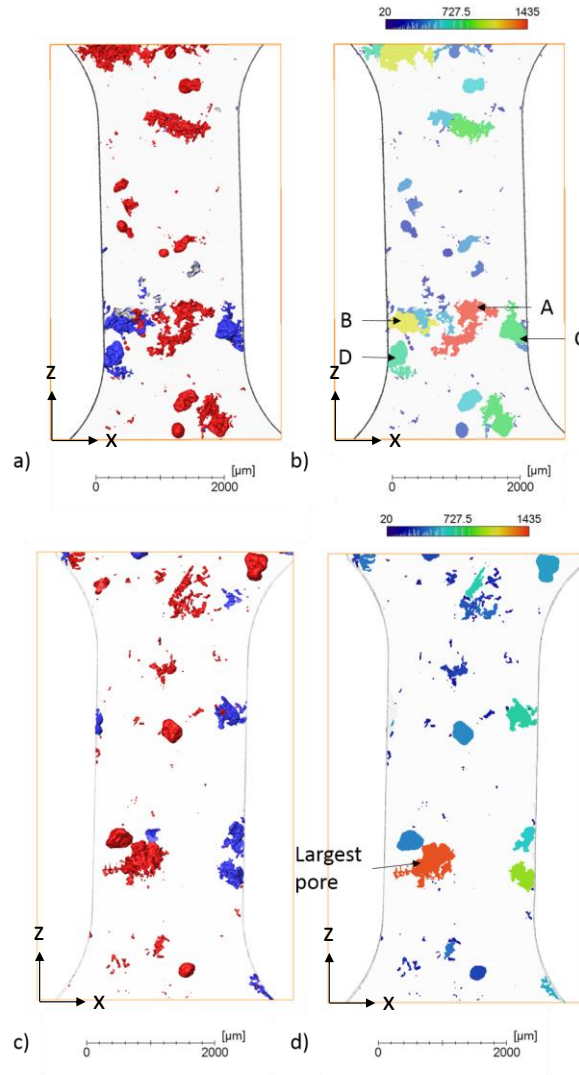 20 727.5 1435
A
B
C
D
Z Z
X X
a) b)
[µm] [µm]
0 2000 0 2000
20 727.5 1435
Largest
pore
Z Z
X X
c) d)
[µm] [µm]
0 2000 0 2000